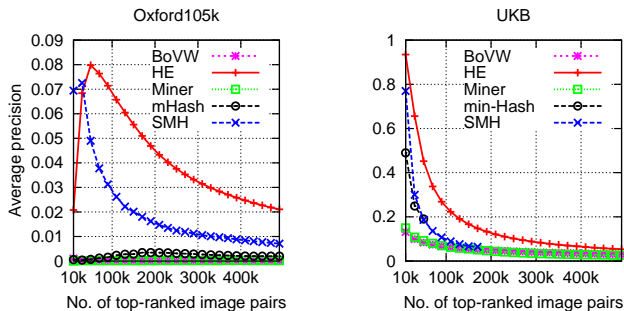 Oxford105k
Average precision
0.09
0.08
0.07
0.06
0.05
0.04
0.03
0.02
0.01
0
BoVW
HE
Miner
mHash
SMH
10k 100k 200k 300k 400k
No. of top-ranked image pairs
UKB
1
0.8
0.6
0.4
0.2
0
BoVW
HE
Miner
min-Hash
SMH
10k 100k 200k 300k 400k
No. of top-ranked image pairs